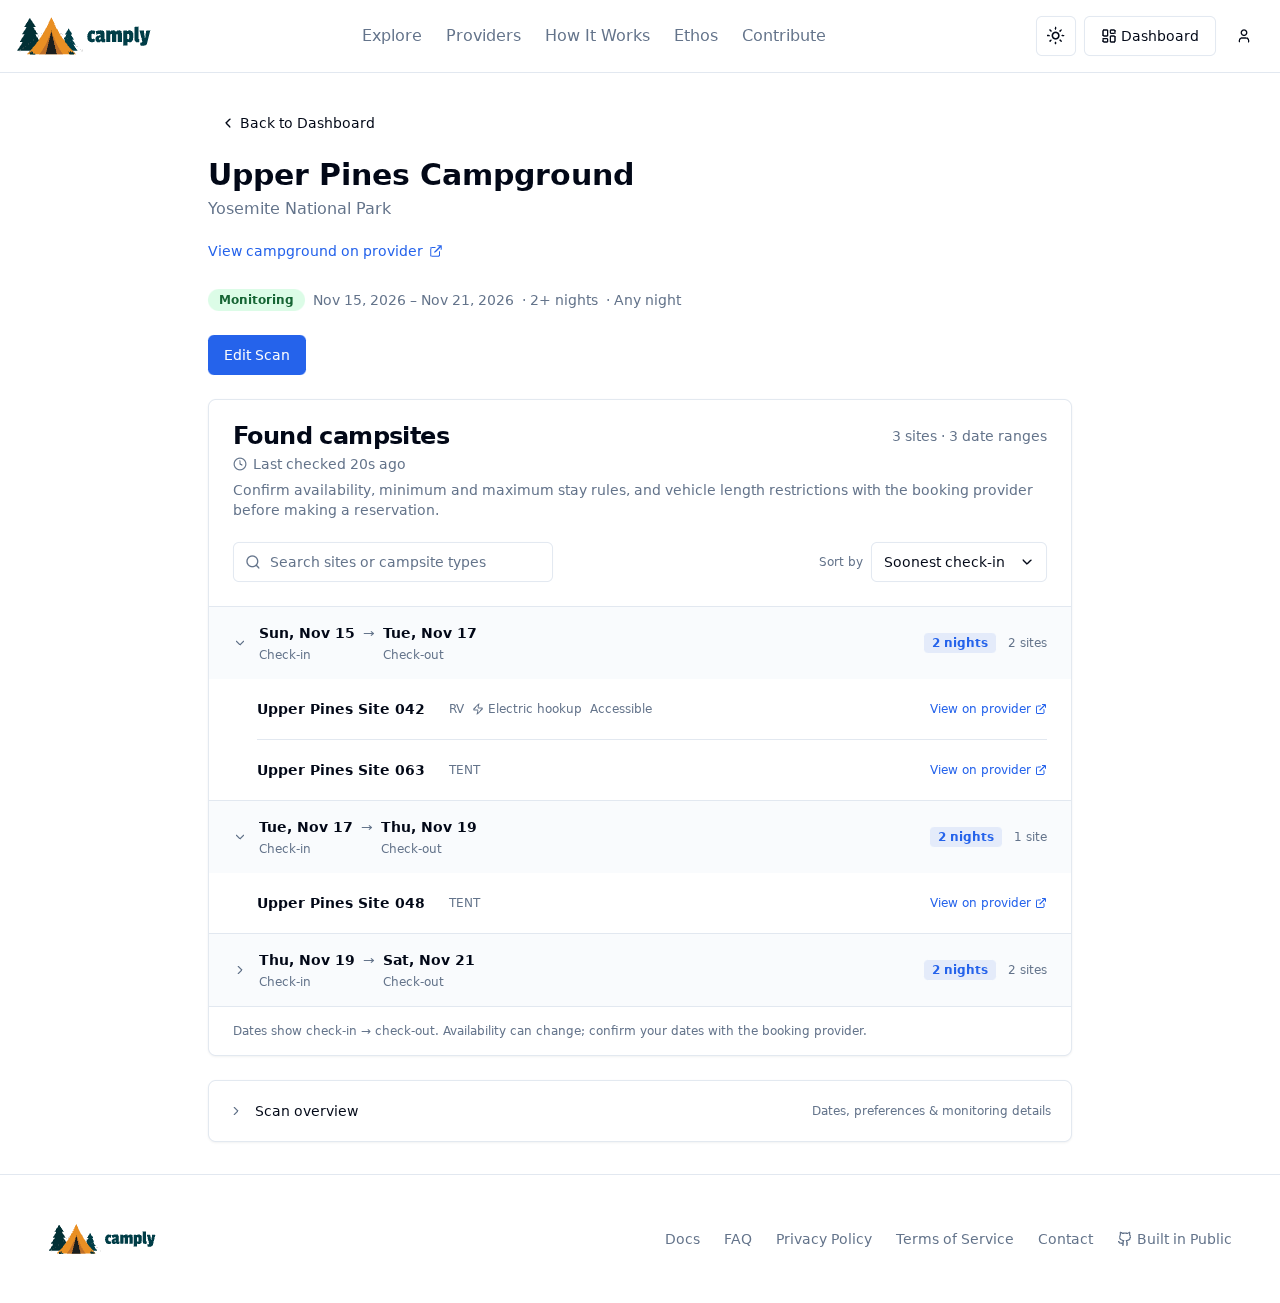 camply
Explore
Providers
How It Works
Ethos
Contribute
Dashboard
Back to Dashboard
Upper Pines Campground
Yosemite National Park
View campground on provider
Monitoring Nov 15, 2026 – Nov 21, 2026 · 2+ nights · Any night
Edit Scan
Found campsites
3 sites · 3 date ranges
Last checked 20s ago
Confirm availability, minimum and maximum stay rules, and vehicle length restrictions with the booking provider
before making a reservation.
Search sites or campsite types
Sort by
Soonest check-in
Sun, Nov 15 → Tue, Nov 17
Check-in Check-out
2 nights 2 sites
Upper Pines Site 042 RV Electric hookup Accessible View on provider
Upper Pines Site 063 TENT View on provider
Tue, Nov 17 → Thu, Nov 19
Check-in Check-out
2 nights 1 site
Upper Pines Site 048 TENT View on provider
Thu, Nov 19 → Sat, Nov 21
Check-in Check-out
2 nights 2 sites
Dates show check-in → check-out. Availability can change; confirm your dates with the booking provider.
Scan overview
Dates, preferences & monitoring details
camply
Docs
FAQ
Privacy Policy
Terms of Service
Contact
Built in Public